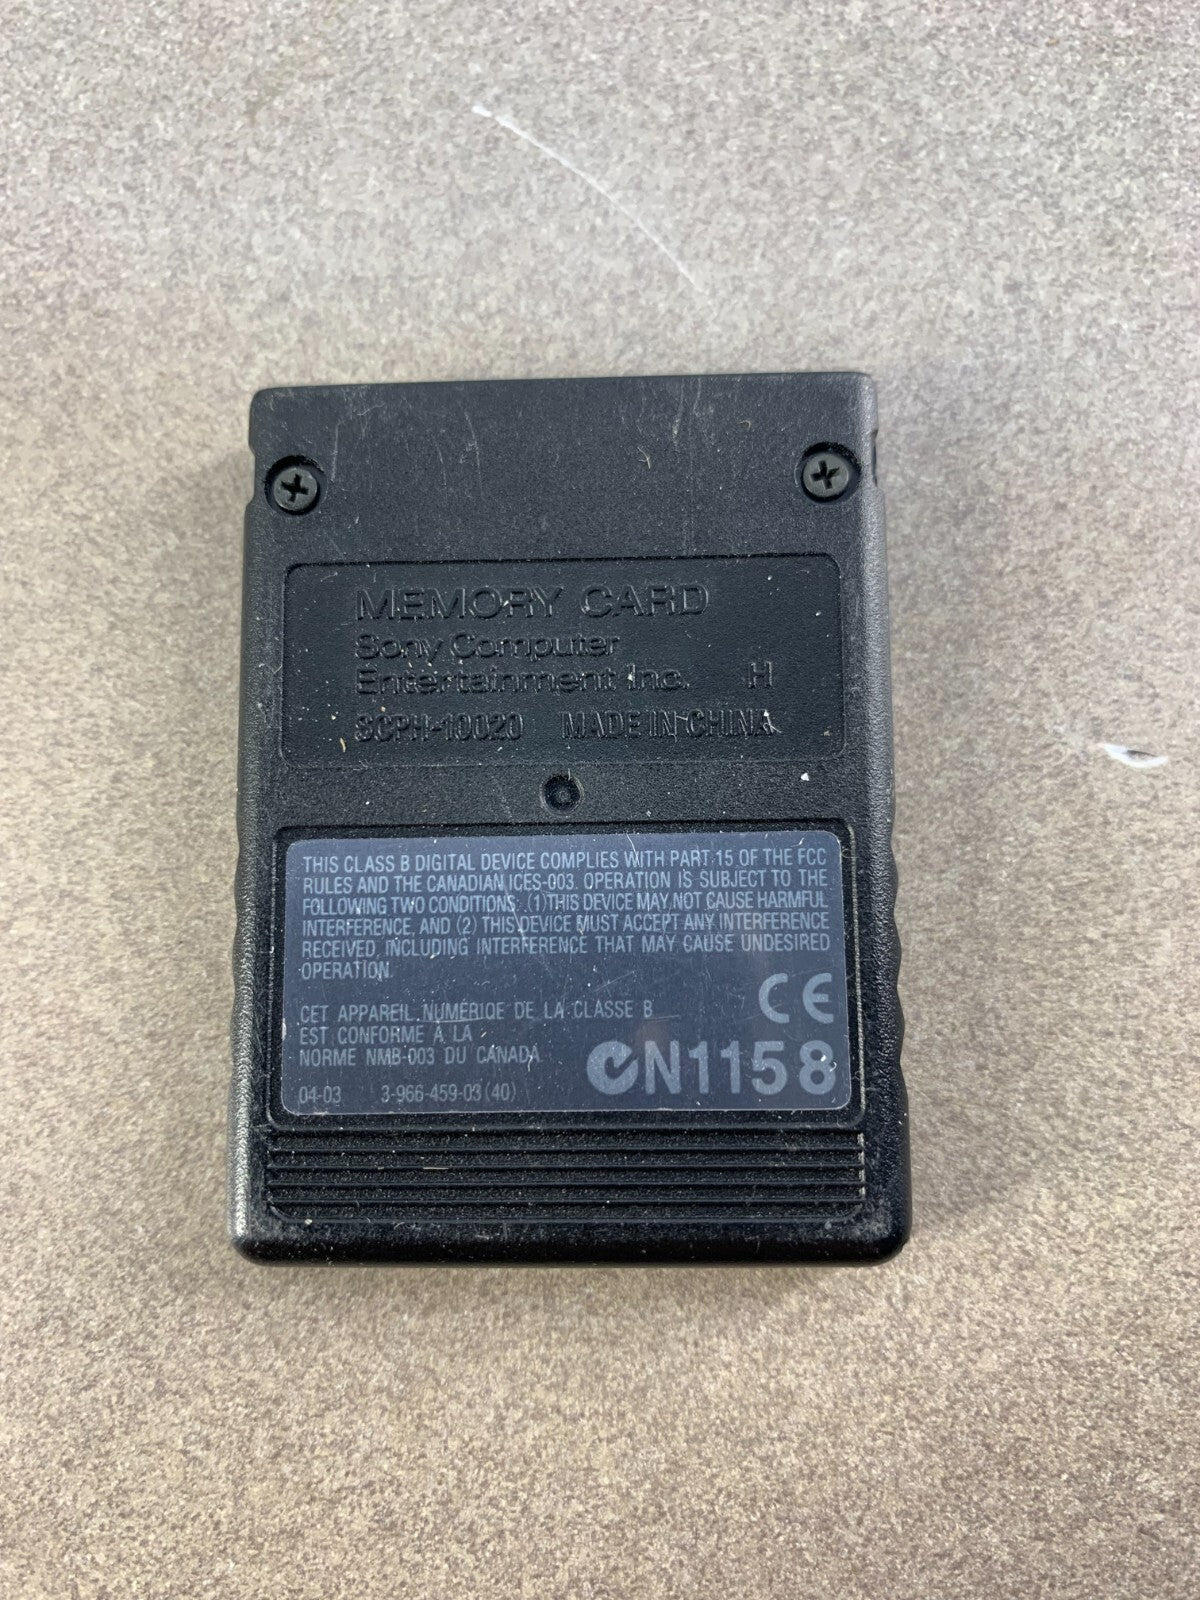 MEMORY CARD
Sony Computer
Entertainment Inc. H
SCPH-10020 MADE IN CHINA
THIS CLASS B DIGITAL DEVICE COMPLIES WITH PART 15 OF THE FCC
RULES AND THE CANADIAN ICES-003. OPERATION IS SUBJECT TO THE
FOLLOWING TWO CONDITIONS: (1) THIS DEVICE MAY NOT CAUSE HARMFUL
INTERFERENCE, AND (2) THIS DEVICE MUST ACCEPT ANY INTERFERENCE
RECEIVED, INCLUDING INTERFERENCE THAT MAY CAUSE UNDESIRED
OPERATION.
CET APPAREIL NUMÉRIQE DE LA CLASSE B
EST CONFORME À LA
NORME NMB-003 DU CANADA
CE
N1158
04-03 3-966-459-03 (40)